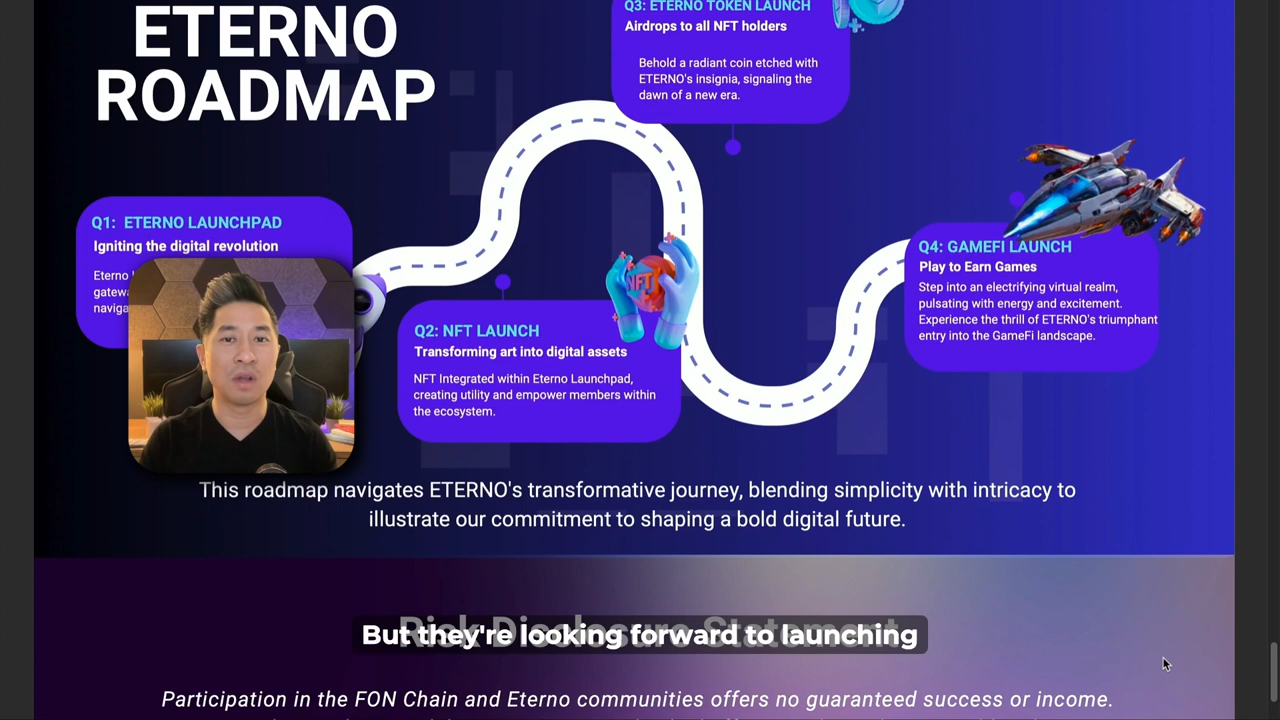 ETERNO
ROADMAP
Q3: ETERNO TOKEN LAUNCH
Airdrops to all NFT holders
Behold a radiant coin etched with
ETERNO's insignia, signaling the
dawn of a new era.
Q1: ETERNO LAUNCHPAD
Igniting the digital revolution
Eterno
gatew
naviga
NFT
Q2: NFT LAUNCH
Transforming art into digital assets
NFT Integrated within Eterno Launchpad,
creating utility and empower members within
the ecosystem.
Q4: GAMEFI LAUNCH
Play to Earn Games
Step into an electrifying virtual realm,
pulsating with energy and excitement.
Experience the thrill of ETERNO's triumphant
entry into the GameFi landscape.
This roadmap navigates ETERNO's transformative journey, blending simplicity with intricacy to
illustrate our commitment to shaping a bold digital future.
Risk Disclosure Statement
But they're looking forward to launching
Participation in the FON Chain and Eterno communities offers no guaranteed success or income.